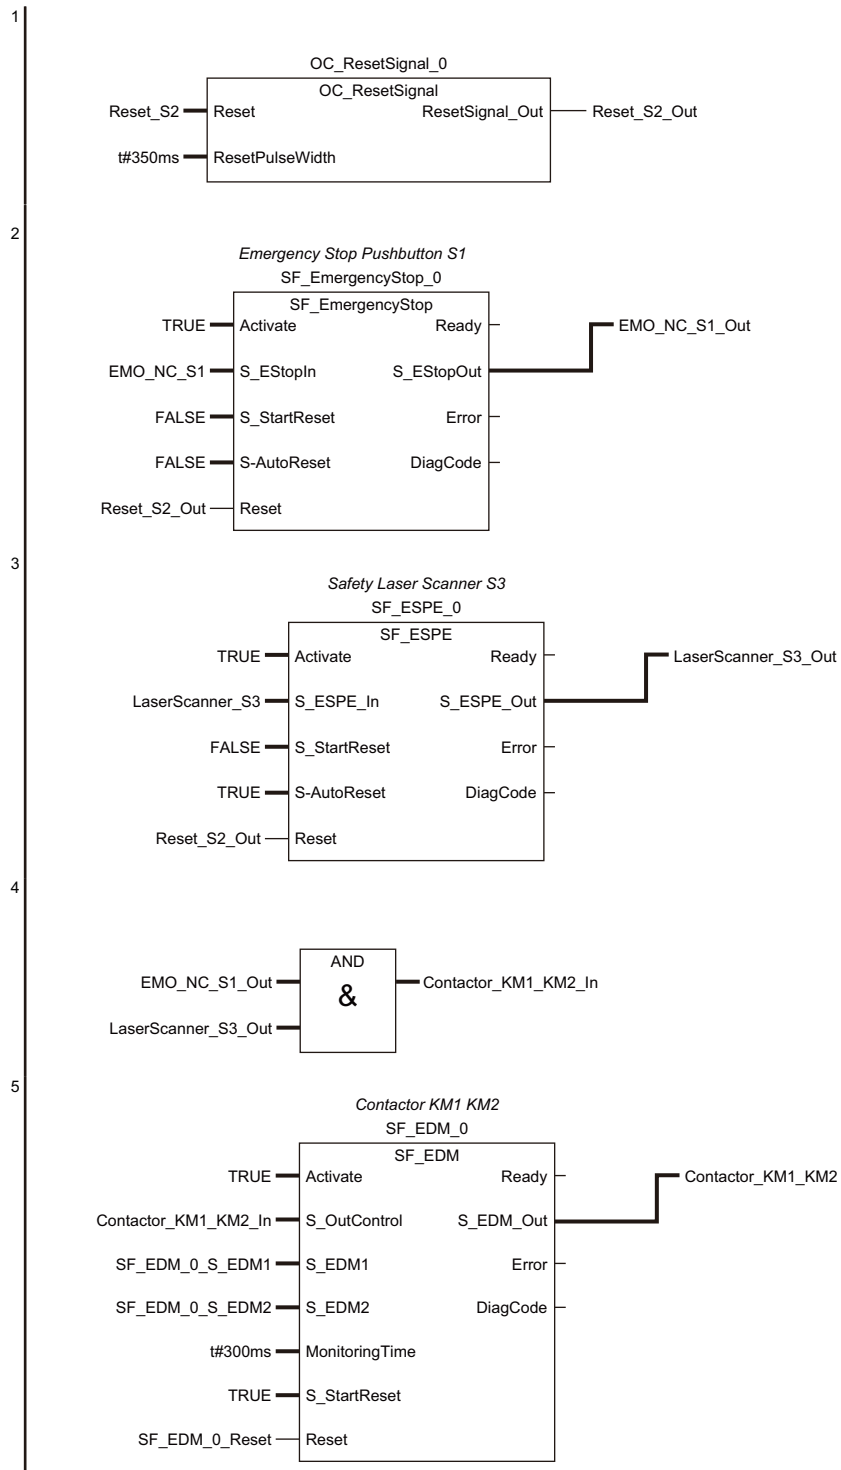 1
OC_ResetSignal_0
OC_ResetSignal
Reset_S2 Reset ResetSignal_Out Reset_S2_Out
t#350ms ResetPulseWidth
2
Emergency Stop Pushbutton S1
SF_EmergencyStop_0
SF_EmergencyStop
TRUE Activate Ready EMO_NC_S1_Out
EMO_NC_S1 S_EStopIn S_EStopOut
FALSE S_StartReset Error
FALSE S-AutoReset DiagCode
Reset_S2_Out Reset
3
Safety Laser Scanner S3
SF_ESPE_0
SF_ESPE
TRUE Activate Ready LaserScanner_S3_Out
LaserScanner_S3 S_ESPE_In S_ESPE_Out
FALSE S_StartReset Error
TRUE S-AutoReset DiagCode
Reset_S2_Out Reset
4
AND
EMO_NC_S1_Out & Contactor_KM1_KM2_In
LaserScanner_S3_Out
5
Contactor KM1 KM2
SF_EDM_0
SF_EDM
TRUE Activate Ready Contactor_KM1_KM2
Contactor_KM1_KM2_In S_OutControl S_EDM_Out
SF_EDM_0_S_EDM1 S_EDM1 Error
SF_EDM_0_S_EDM2 S_EDM2 DiagCode
t#300ms MonitoringTime
TRUE S_StartReset
SF_EDM_0_Reset Reset